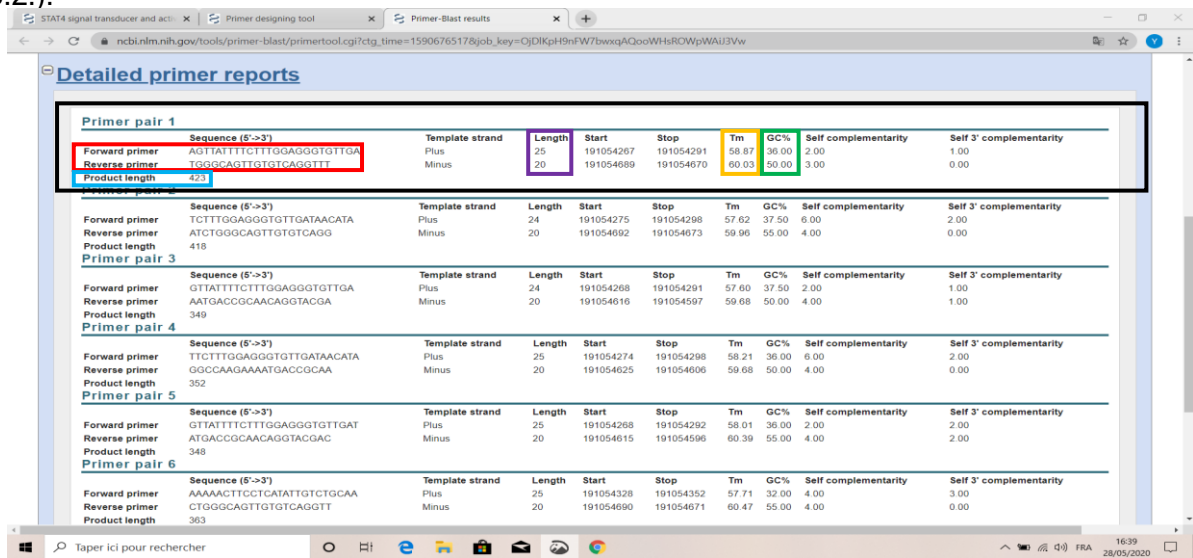 3.2.).
STAT4 signal transducer and acti
Primer designing tool
Primer-Blast results
ncbi.nlm.nih.gov/tools/primer-blast/primertool.cgi?ctg_time=1590676517&job_key=
Detailed primer reports
Primer pair 1
Sequence (5'->3') Template strand Length Start Stop Tm GC% Self complementarity Self 3' complementarity
Forward primer AGTTATTTTCTTTGGAGGGTGTTGA Plus 25 191054267 191054291 58.87 36.00 2.00 1.00
Reverse primer TGGGCAGTTGTGTCAGGTTT Minus 20 191054689 191054670 60.03 50.00 3.00 0.00
Product length 423
Primer pair 2
Sequence (5'->3') Template strand Length Start Stop Tm GC% Self complementarity Self 3' complementarity
Forward primer TCTTTGGAGGGTGTTGATAACATA Plus 24 191054275 191054298 57.62 37.50 6.00 2.00
Reverse primer ATCTGGGCAGTTGTGTCAGG Minus 20 191054692 191054673 59.96 55.00 4.00 0.00
Product length 418
Primer pair 3
Sequence (5'->3') Template strand Length Start Stop Tm GC% Self complementarity Self 3' complementarity
Forward primer GTTATTTTCTTTGGAGGGTGTTGA Plus 24 191054268 191054291 57.60 37.50 2.00 1.00
Reverse primer AATGACCGCAACAGGTACGA Minus 20 191054616 191054597 59.68 50.00 4.00 1.00
Product length 349
Primer pair 4
Sequence (5'->3') Template strand Length Start Stop Tm GC% Self complementarity Self 3' complementarity
Forward primer TTCTTTGGAGGGTGTTGATAACATA Plus 25 191054274 191054298 58.21 36.00 6.00 2.00
Reverse primer GGCCAAGAAAATGACCGCAA Minus 20 191054625 191054606 59.68 50.00 4.00 0.00
Product length 352
Primer pair 5
Sequence (5'->3') Template strand Length Start Stop Tm GC% Self complementarity Self 3' complementarity
Forward primer GTTATTTTCTTTGGAGGGTGTTGAT Plus 25 191054268 191054292 58.01 36.00 2.00 2.00
Reverse primer ATGACCGCAACAGGTACGAC Minus 20 191054615 191054596 60.39 55.00 4.00 2.00
Product length 348
Primer pair 6
Sequence (5'->3') Template strand Length Start Stop Tm GC% Self complementarity Self 3' complementarity
Forward primer AAAAACTTCCTCATATTGTCTGCAA Plus 25 191054328 191054352 57.71 32.00 4.00 3.00
Reverse primer CTGGGCAGTTGTGTCAGGTT Minus 20 191054690 191054671 60.47 55.00 4.00 0.00
Product length 363
Taper ici pour rechercher
FRA
16:39
28/05/2020